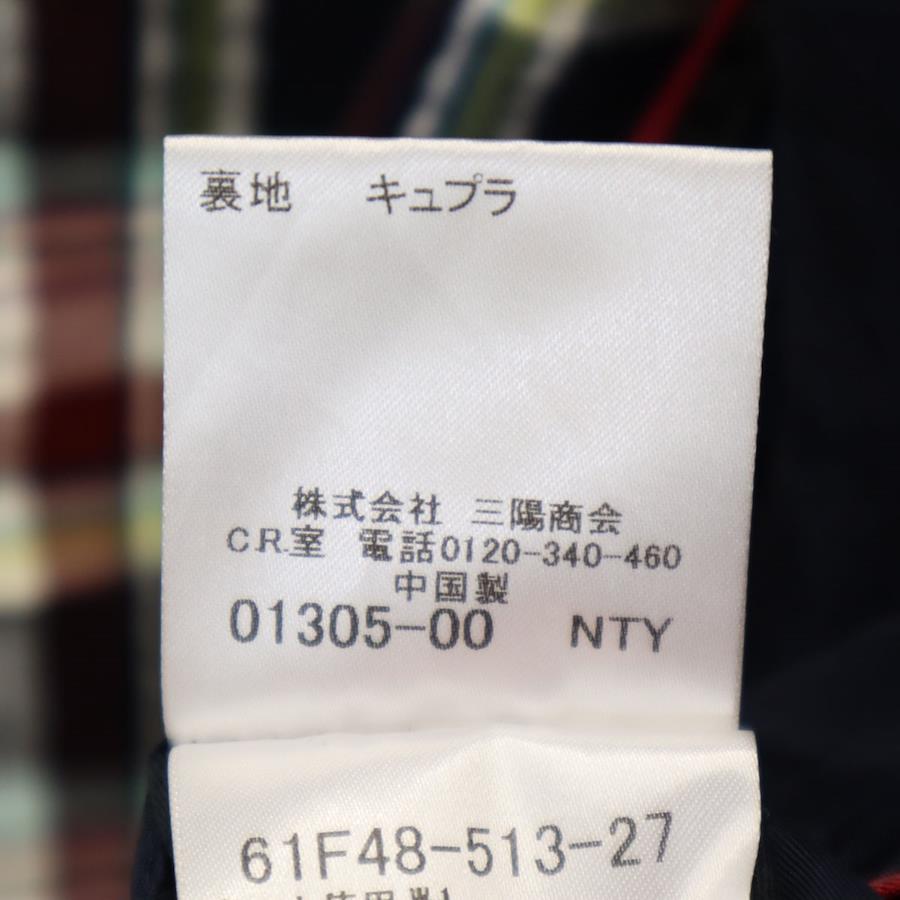 裏地 キュプラ
株式会社 三陽商会
C.R.室 電話0120-340-460
中国製
01305-00 NTY
61F48-513-27